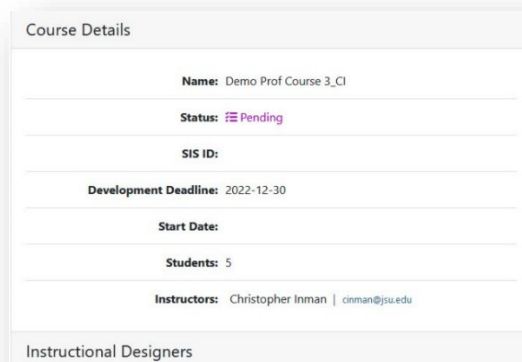 Course Details
Name: Demo Prof Course 3_CI
Status: Pending
SIS ID:
Development Deadline: 2022-12-30
Start Date:
Students: 5
Instructors: Christopher Inman | cinman@jsu.edu
Instructional Designers